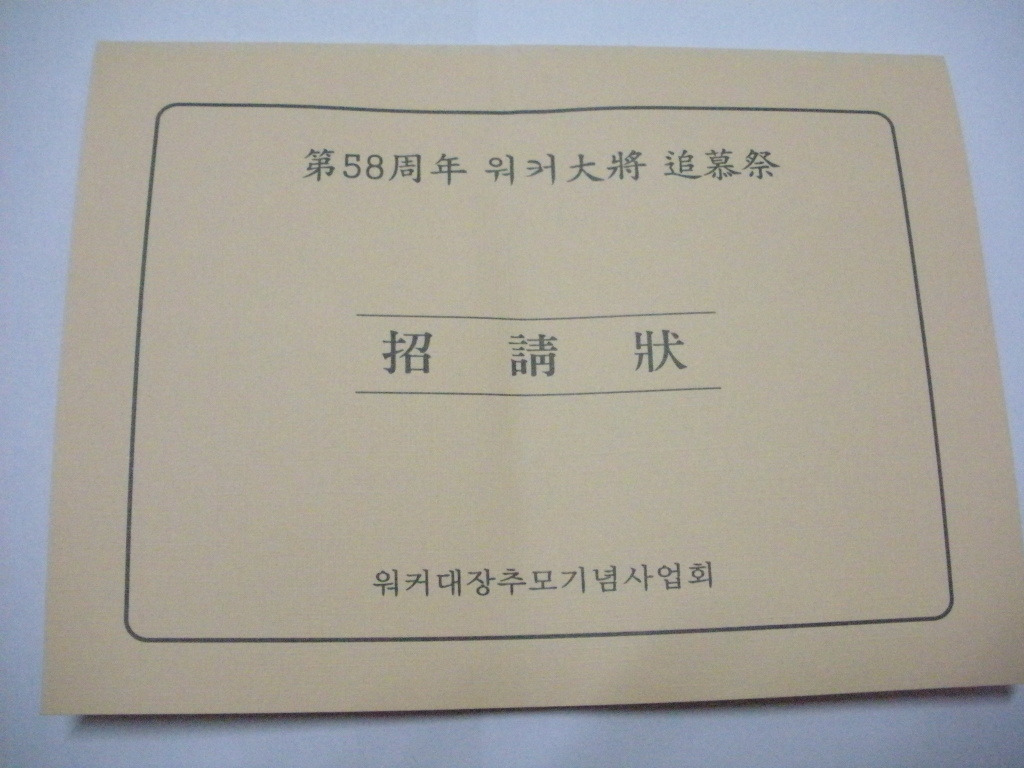 第58周年 워커大將 追慕祭
招請狀
워커대장추모기념사업회